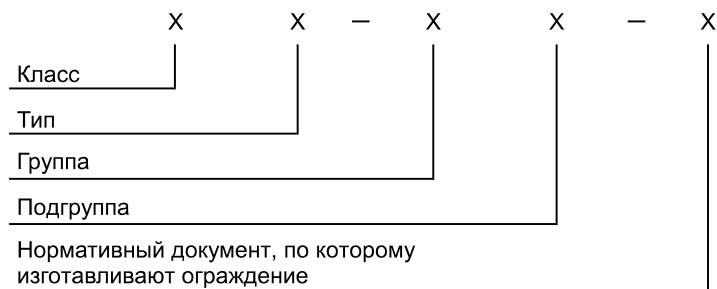 X X – X X – X
Класс
Тип
Группа
Подгруппа
Нормативный документ, по которому
изготавливают ограждение